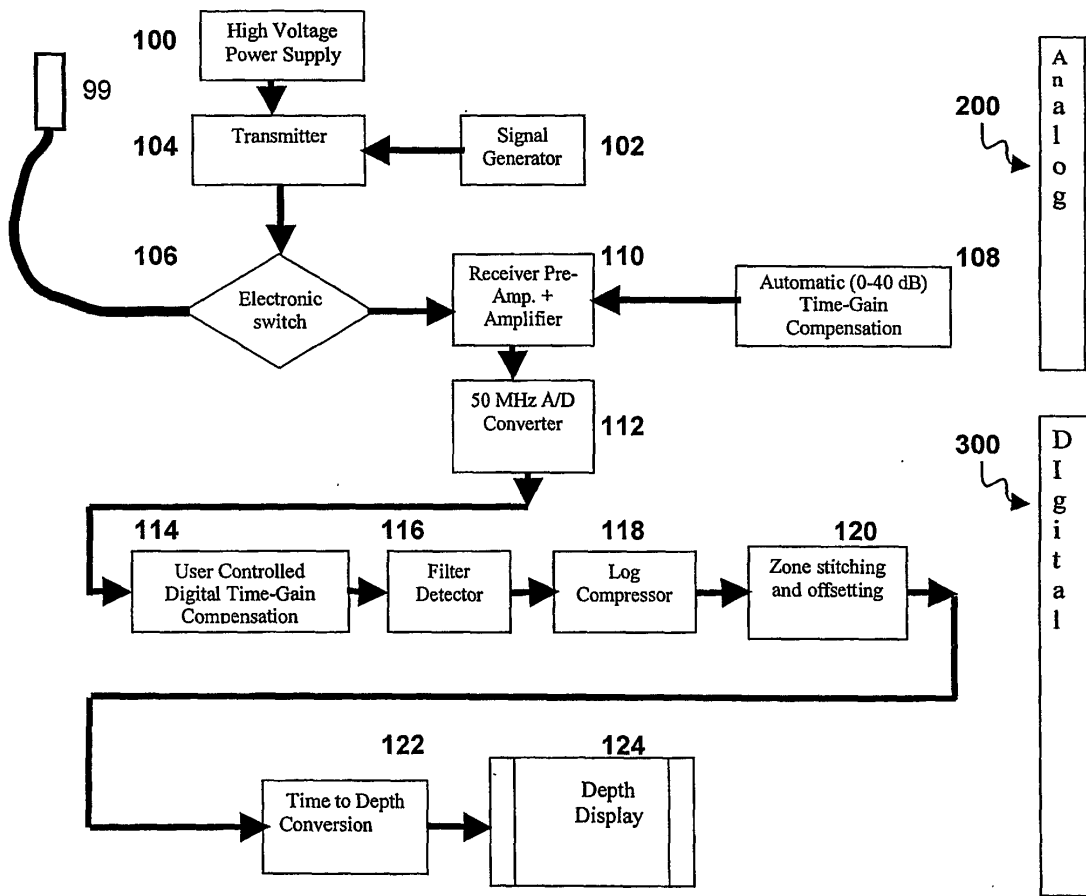 100
High Voltage
Power Supply
99
104
Transmitter
Signal
Generator
102
200
A
n
a
l
o
g
106
Electronic
switch
110
Receiver Pre-
Amp. +
Amplifier
108
Automatic (0-40 dB)
Time-Gain
Compensation
50 MHz A/D
Converter
112
300
D
I
g
i
t
a
l
114
User Controlled
Digital Time-Gain
Compensation
116
Filter
Detector
118
Log
Compressor
120
Zone stitching
and offsetting
122
Time to Depth
Conversion
124
Depth
Display